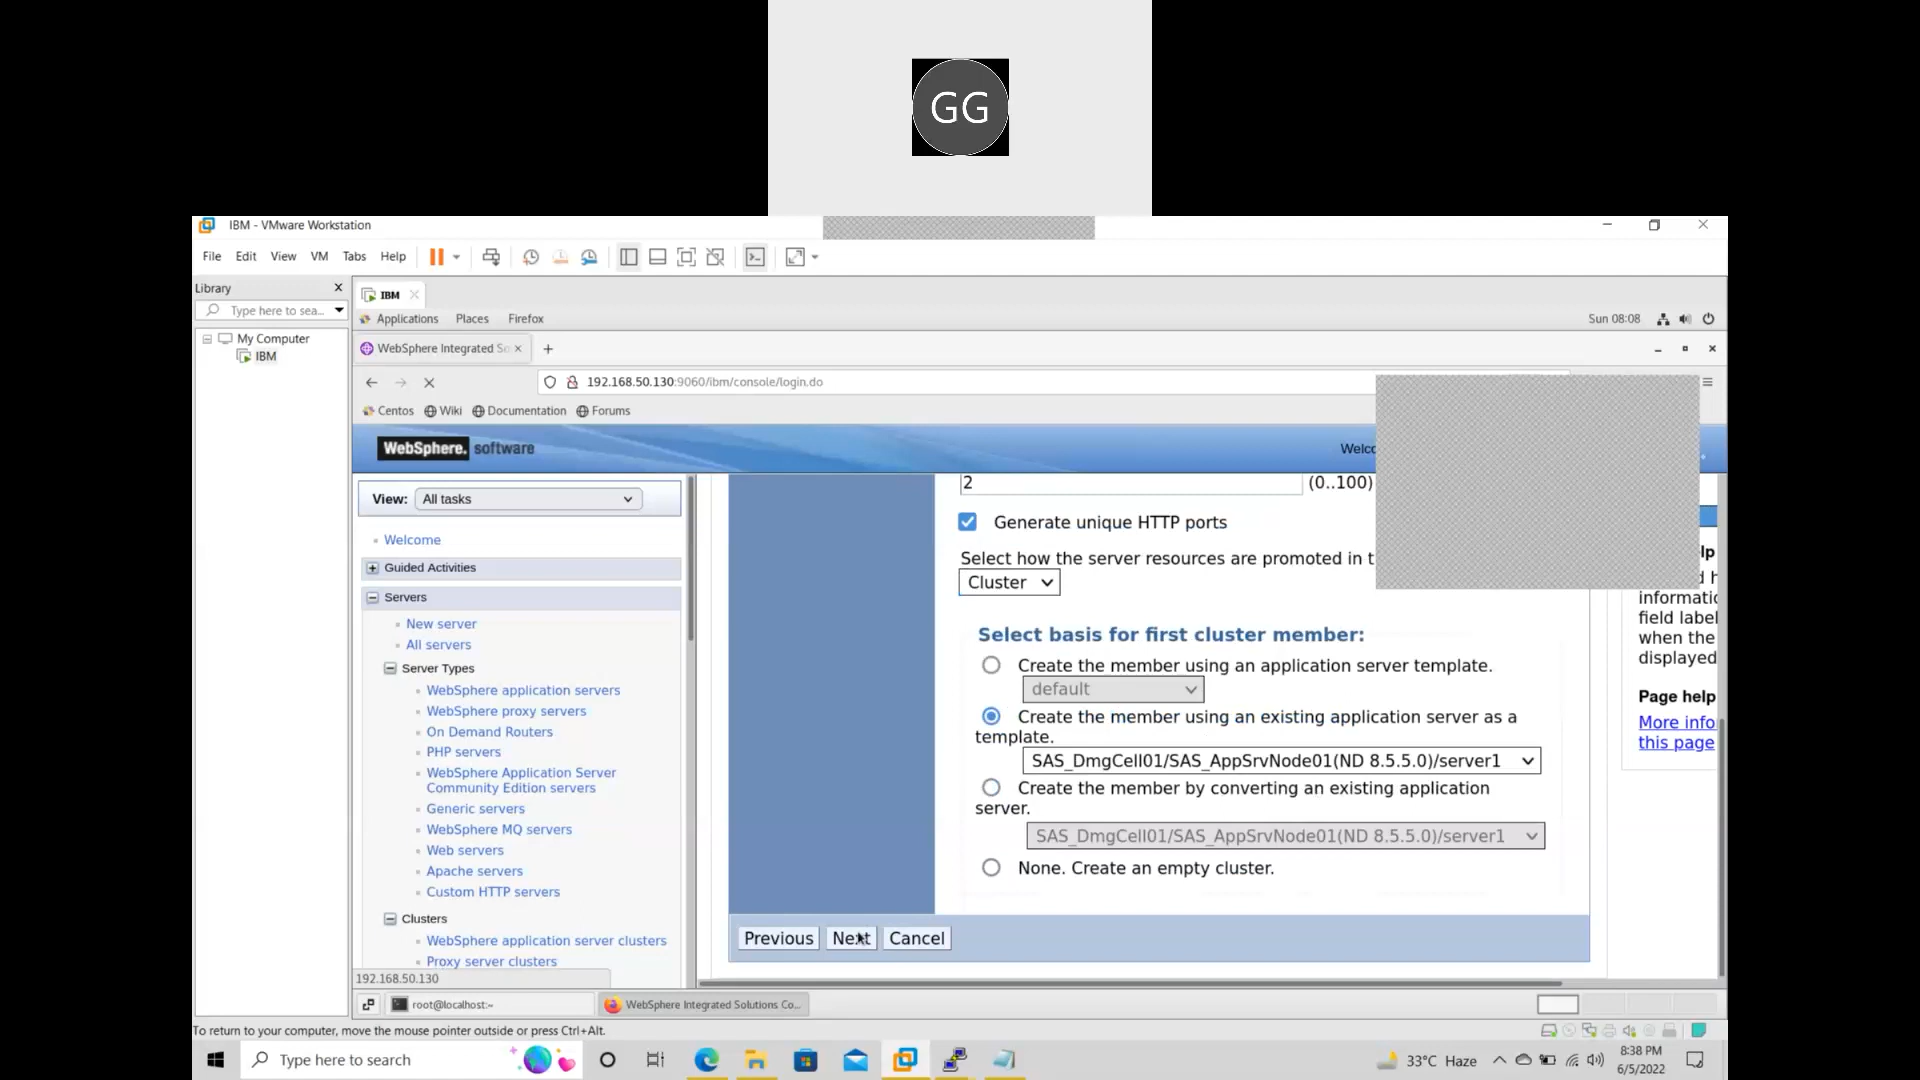 GG
IBM - VMware Workstation
File Edit View VM Tabs Help
Library
Type here to sea...
My Computer
IBM
IBM
Applications Places Firefox
Sun 08:08
WebSphere Integrated So
192.168.50.130:9060/ibm/console/login.do
Centos Wiki Documentation Forums
WebSphere. software
Welc
View: All tasks
Welcome
Guided Activities
Servers
New server
All servers
Server Types
WebSphere application servers
WebSphere proxy servers
On Demand Routers
PHP servers
WebSphere Application Server
Community Edition servers
Generic servers
WebSphere MQ servers
Web servers
Apache servers
Custom HTTP servers
Clusters
WebSphere application server clusters
Proxy server clusters
192.168.50.130
2 (0..100)
Generate unique HTTP ports
Select how the server resources are promoted in t
Cluster
Select basis for first cluster member:
Create the member using an application server template.
default
Create the member using an existing application server as a
template.
SAS_DmgCell01/SAS_AppSrvNode01(ND 8.5.5.0)/server1
Create the member by converting an existing application
server.
SAS_DmgCell01/SAS_AppSrvNode01(ND 8.5.5.0)/server1
None. Create an empty cluster.
Previous Next Cancel
lp
informatio
field label
when the
displayed
Page help
More info
this page
root@localhost:~
WebSphere Integrated Solutions Co...
To return to your computer, move the mouse pointer outside or press Ctrl+Alt.
Type here to search
33°C Haze
8:38 PM
6/5/2022